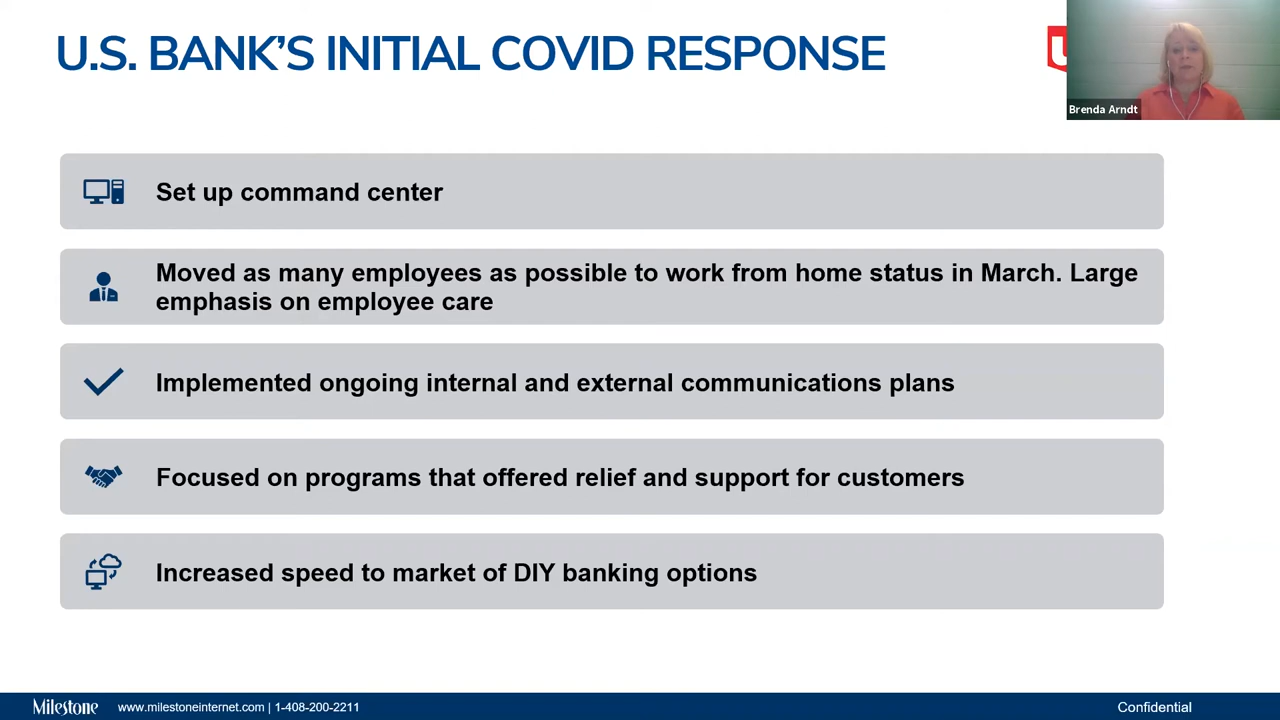 U.S. BANK'S INITIAL COVID RESPONSE
Brenda Arndt
Set up command center
Moved as many employees as possible to work from home status in March. Large
emphasis on employee care
Implemented ongoing internal and external communications plans
Focused on programs that offered relief and support for customers
Increased speed to market of DIY banking options
Milestone
www.milestoneinternet.com | 1-408-200-2211
Confidential